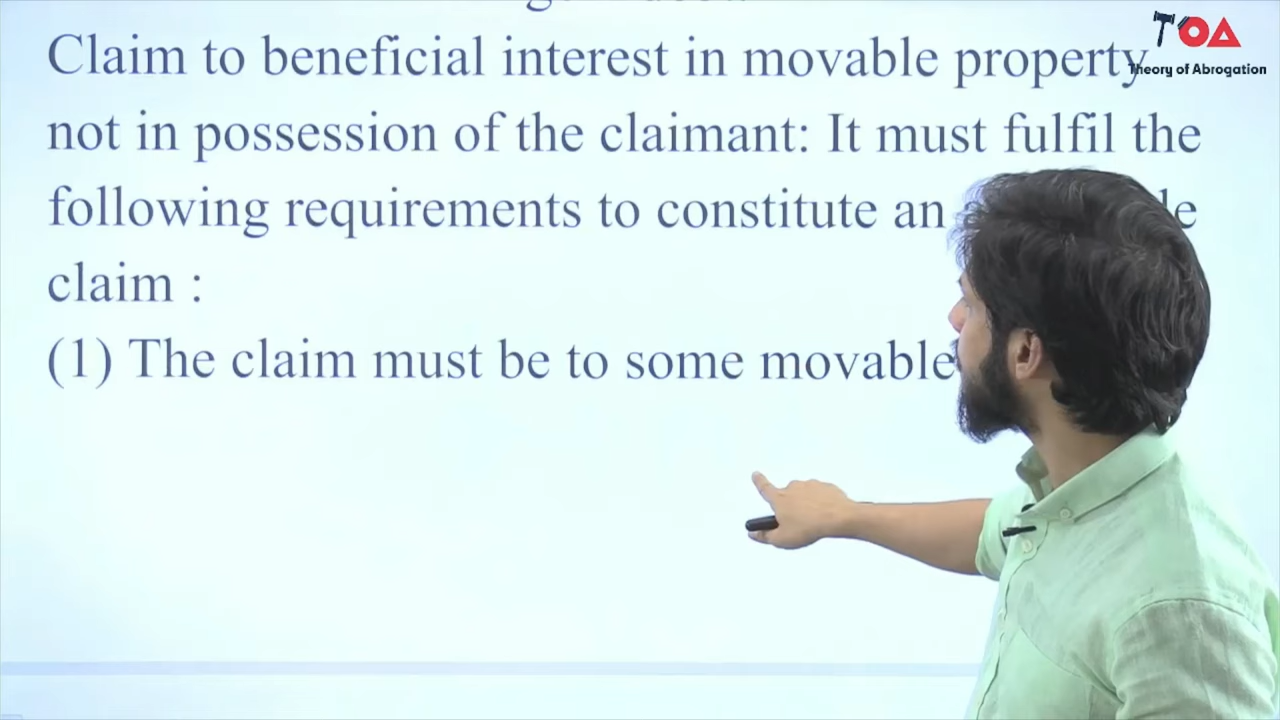 TOA
Theory of Abrogation
Claim to beneficial interest in movable property
not in possession of the claimant: It must fulfil the
following requirements to constitute an
claim :
(1) The claim must be to some movable